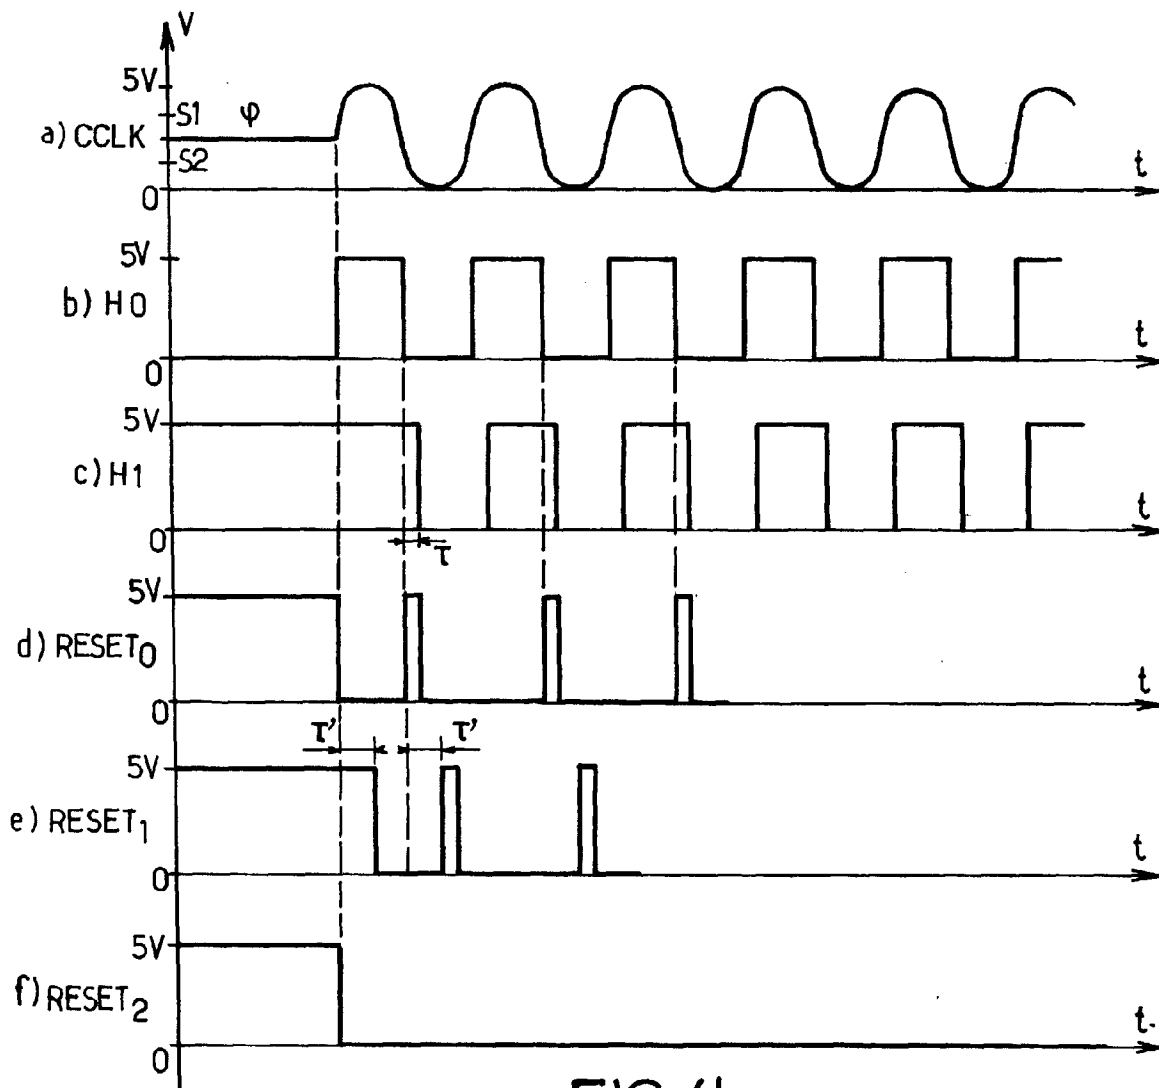 V
5V
S1 φ
a) CCLK
S2
t
0
5V
b) H0
t
0
5V
c) H1
t
0
τ
5V
d) RESET0
t
0
τ' τ'
5V
e) RESET1
t
0
5V
f) RESET2
t
0